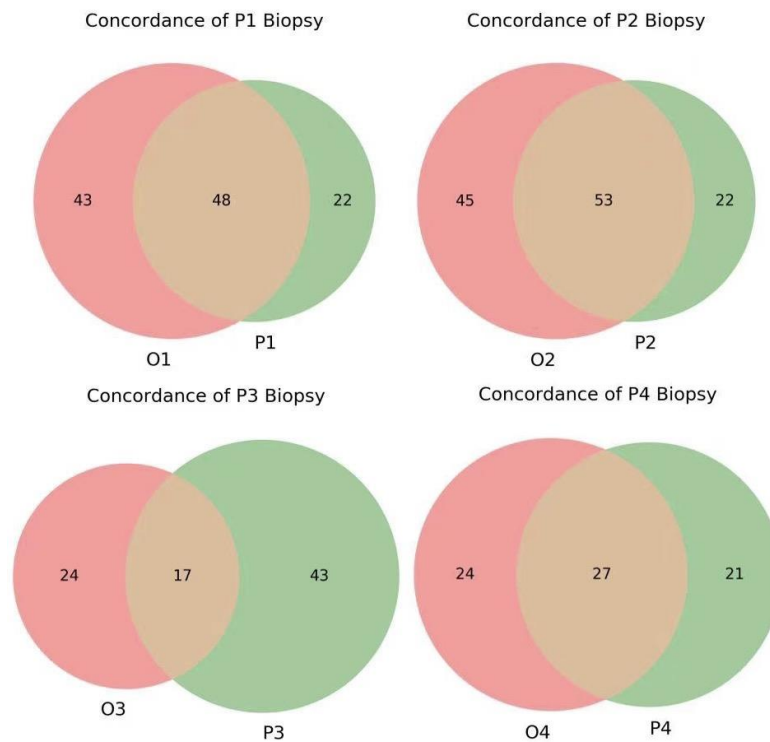 Concordance of P1 Biopsy
43
48
22
O1
P1
Concordance of P2 Biopsy
45
53
22
O2
P2
Concordance of P3 Biopsy
24
17
43
O3
P3
Concordance of P4 Biopsy
24
27
21
O4
P4